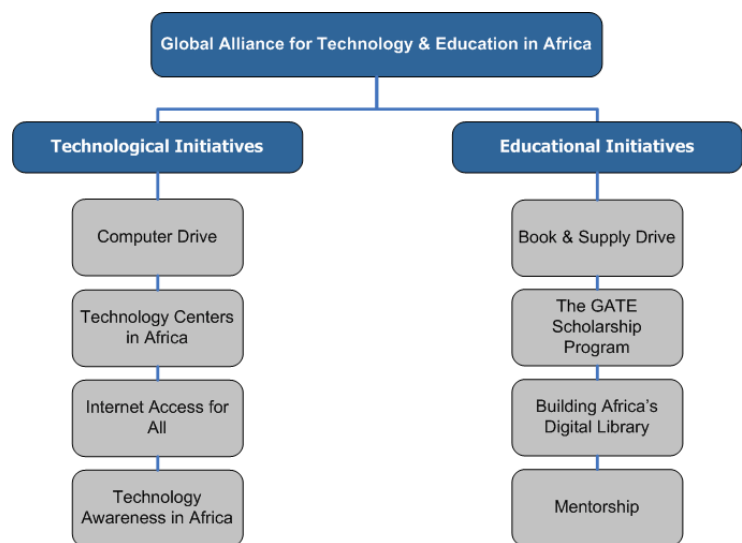 Global Alliance for Technology & Education in Africa
Technological Initiatives
Computer Drive
Technology Centers
in Africa
Internet Access for
All
Technology
Awareness in Africa
Educational Initiatives
Book & Supply Drive
The GATE
Scholarship
Program
Building Africa’s
Digital Library
Mentorship